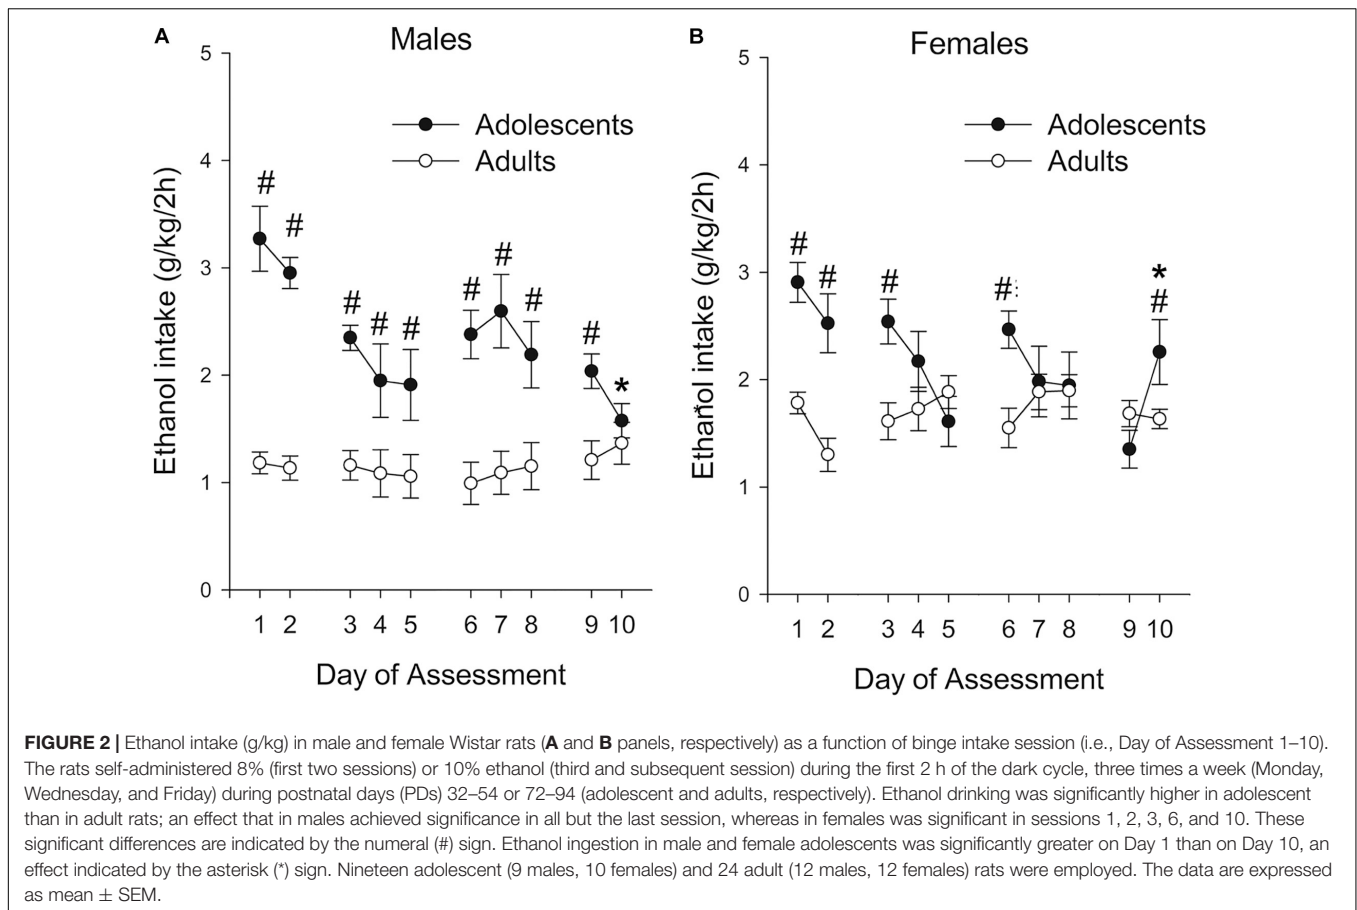 A
Males
5
4
3
2
1
0
Ethanol intake (g/kg/2h)
Adolescents
Adults
#
#
#
#
#
#
#
#
#
*
1 2 3 4 5 6 7 8 9 10
Day of Assessment
B
Females
5
4
3
2
1
0
Ethanol intake (g/kg/2h)
*
Adolescents
Adults
#
#
#
#:
*
#
1 2 3 4 5 6 7 8 9 10
Day of Assessment
FIGURE 2 | Ethanol intake (g/kg) in male and female Wistar rats (A and B panels, respectively) as a function of binge intake session (i.e., Day of Assessment 1–10).
The rats self-administered 8% (first two sessions) or 10% ethanol (third and subsequent session) during the first 2 h of the dark cycle, three times a week (Monday,
Wednesday, and Friday) during postnatal days (PDs) 32–54 or 72–94 (adolescent and adults, respectively). Ethanol drinking was significantly higher in adolescent
than in adult rats; an effect that in males achieved significance in all but the last session, whereas in females was significant in sessions 1, 2, 3, 6, and 10. These
significant differences are indicated by the numeral (#) sign. Ethanol ingestion in male and female adolescents was significantly greater on Day 1 than on Day 10, an
effect indicated by the asterisk (*) sign. Nineteen adolescent (9 males, 10 females) and 24 adult (12 males, 12 females) rats were employed. The data are expressed
as mean ± SEM.